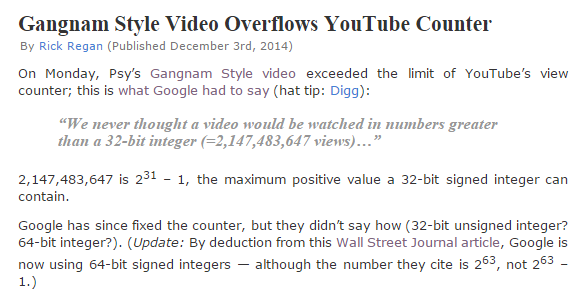 Gangnam Style Video Overflows YouTube Counter
By Rick Regan (Published December 3rd, 2014)
On Monday, Psy's Gangnam Style video exceeded the limit of YouTube's view
counter; this is what Google had to say (hat tip: Digg):
“We never thought a video would be watched in numbers greater
than a 32-bit integer (=2,147,483,647 views)…”
2,147,483,647 is 2³¹ – 1, the maximum positive value a 32-bit signed integer can
contain.
Google has since fixed the counter, but they didn't say how (32-bit unsigned integer?
64-bit integer?). (Update: By deduction from this Wall Street Journal article, Google is
now using 64-bit signed integers — although the number they cite is 2⁶³, not 2⁶³ –
1.)